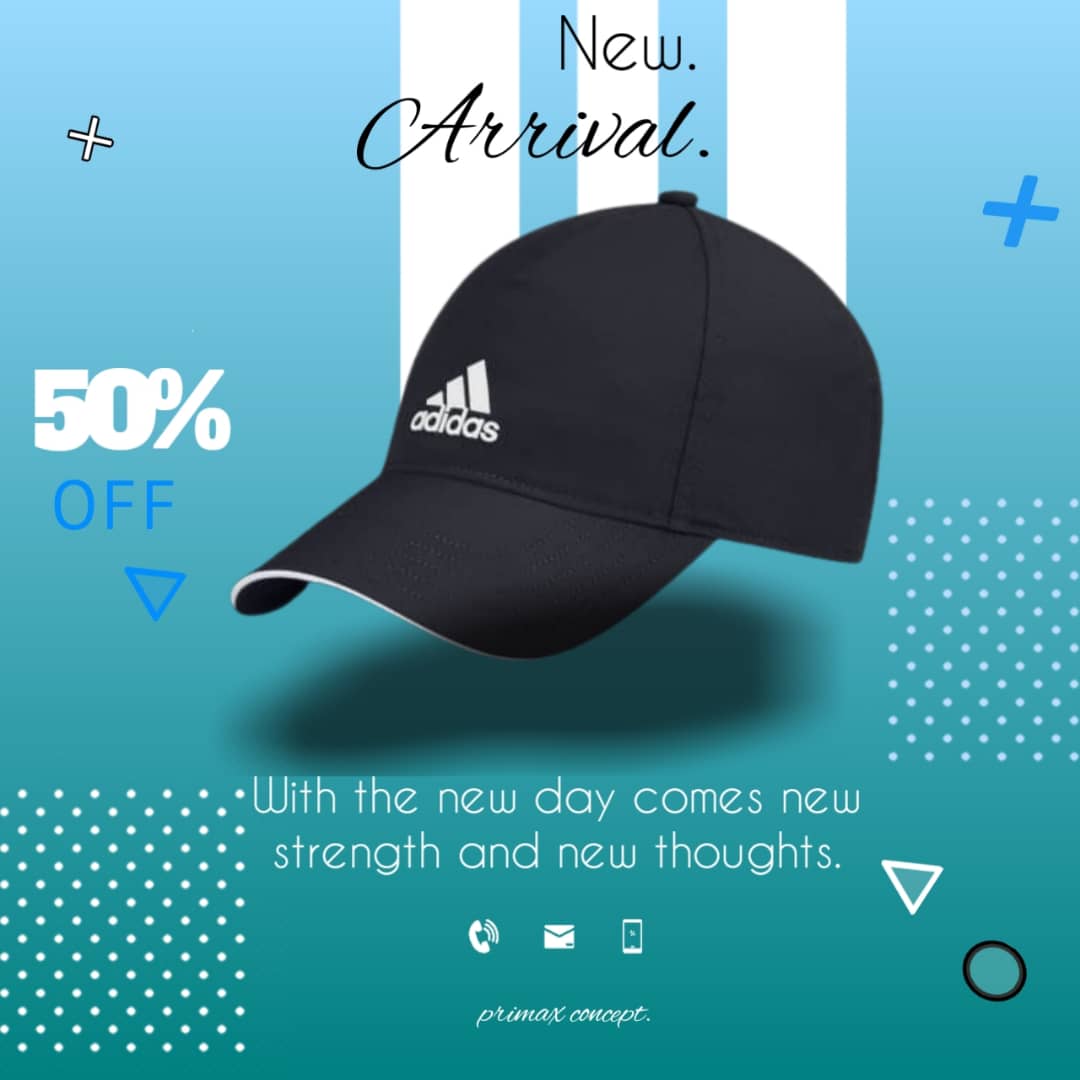 New.
Arrival.
50%
OFF
adidas
With the new day comes new
strength and new thoughts.
primax concept.